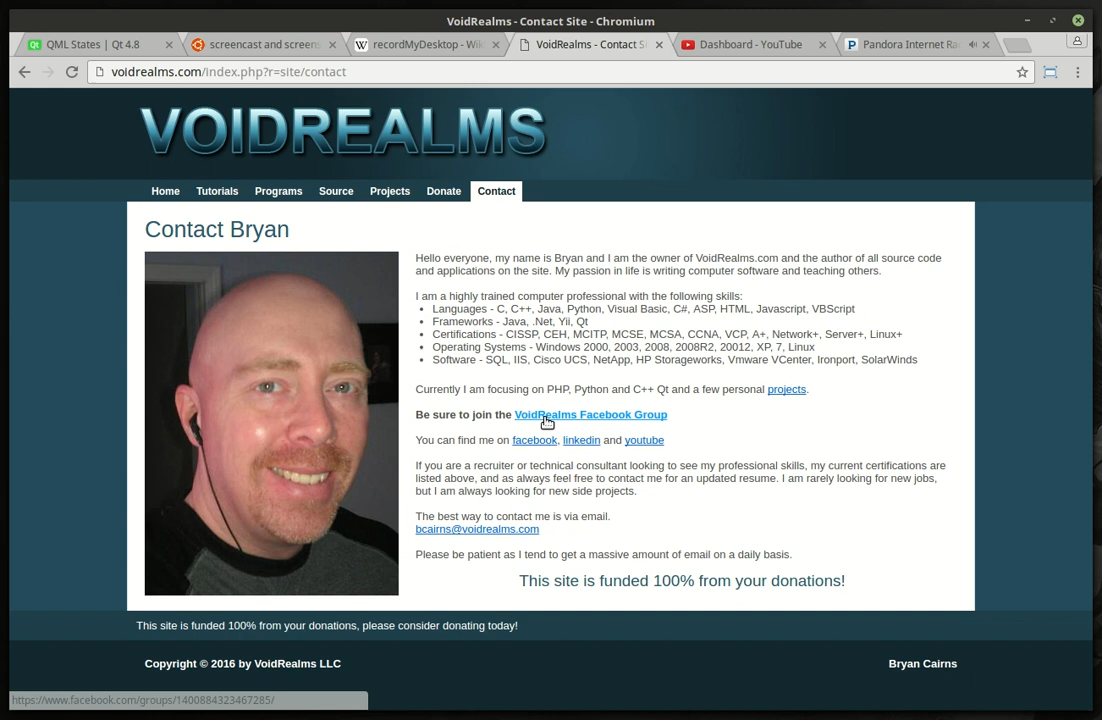 VoidRealms - Contact Site - Chromium
QML States | Qt 4.8
screencast and screens
recordMyDesktop - Wik
VoidRealms - Contact S
Dashboard - YouTube
Pandora Internet Ra
voidrealms.com/index.php?r=site/contact
VOIDREALMS
Home Tutorials Programs Source Projects Donate Contact
Contact Bryan
Hello everyone, my name is Bryan and I am the owner of VoidRealms.com and the author of all source code
and applications on the site. My passion in life is writing computer software and teaching others.
I am a highly trained computer professional with the following skills:
• Languages - C, C++, Java, Python, Visual Basic, C#, ASP, HTML, Javascript, VBScript
• Frameworks - Java, .Net, Yii, Qt
• Certifications - CISSP, CEH, MCITP, MCSE, MCSA, CCNA, VCP, A+, Network+, Server+, Linux+
• Operating Systems - Windows 2000, 2003, 2008, 2008R2, 20012, XP, 7, Linux
• Software - SQL, IIS, Cisco UCS, NetApp, HP Storageworks, Vmware VCenter, Ironport, SolarWinds
Currently I am focusing on PHP, Python and C++ Qt and a few personal projects.
Be sure to join the VoidRealms Facebook Group
You can find me on facebook, linkedin and youtube
If you are a recruiter or technical consultant looking to see my professional skills, my current certifications are
listed above, and as always feel free to contact me for an updated resume. I am rarely looking for new jobs,
but I am always looking for new side projects.
The best way to contact me is via email.
bcairns@voidrealms.com
Please be patient as I tend to get a massive amount of email on a daily basis.
This site is funded 100% from your donations!
This site is funded 100% from your donations, please consider donating today!
Copyright © 2016 by VoidRealms LLC
Bryan Cairns
https://www.facebook.com/groups/1400884323467285/